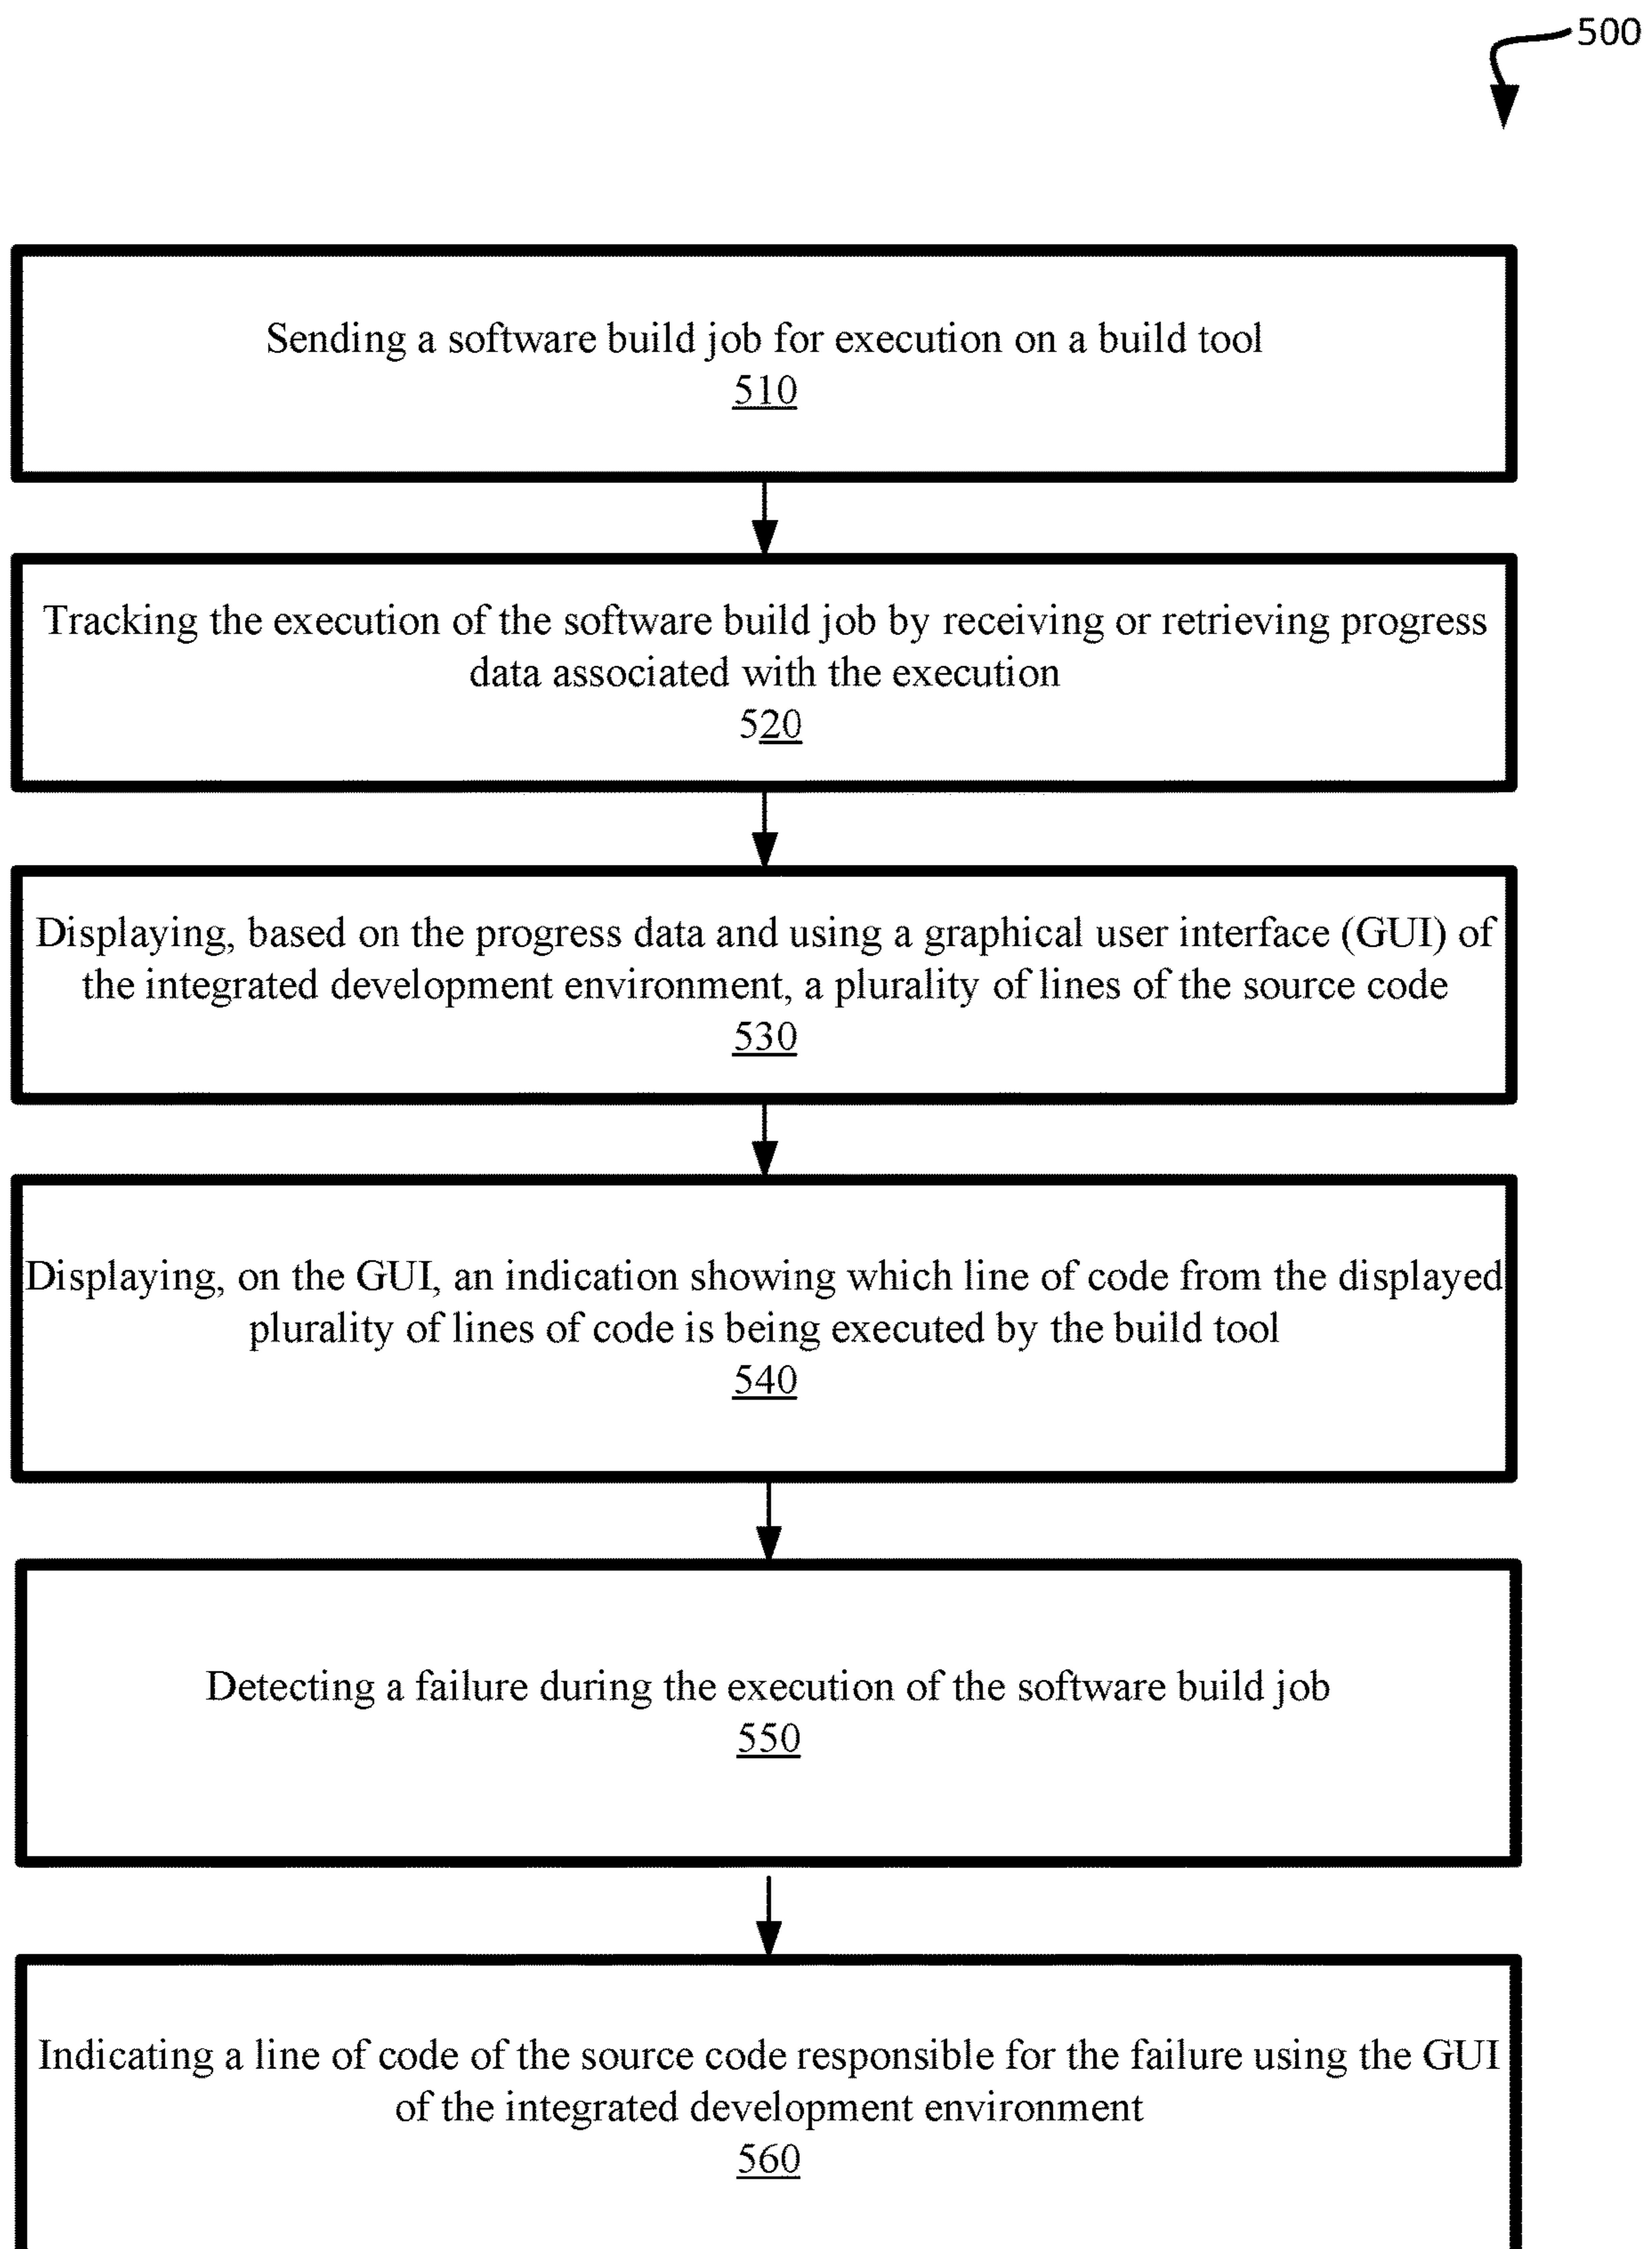 500
Sending a software build job for execution on a build tool
510
Tracking the execution of the software build job by receiving or retrieving progress
data associated with the execution
520
Displaying, based on the progress data and using a graphical user interface (GUI) of
the integrated development environment, a plurality of lines of the source code
530
Displaying, on the GUI, an indication showing which line of code from the displayed
plurality of lines of code is being executed by the build tool
540
Detecting a failure during the execution of the software build job
550
Indicating a line of code of the source code responsible for the failure using the GUI
of the integrated development environment
560